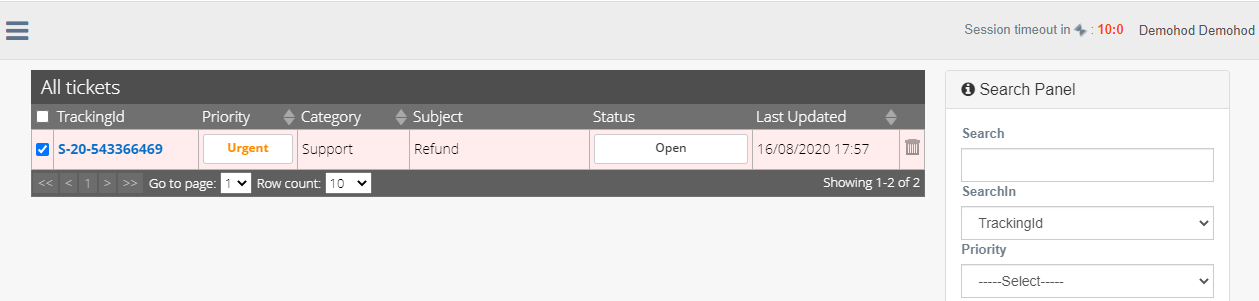 Session timeout in : 10:0 Demohod Demohod
All tickets
TrackingId Priority Category Subject Status Last Updated
S-20-543366469 Urgent Support Refund Open 16/08/2020 17:57
<< < 1 > >> Go to page: 1 Row count: 10 Showing 1-2 of 2
Search Panel
Search
SearchIn
TrackingId
Priority
-----Select-----